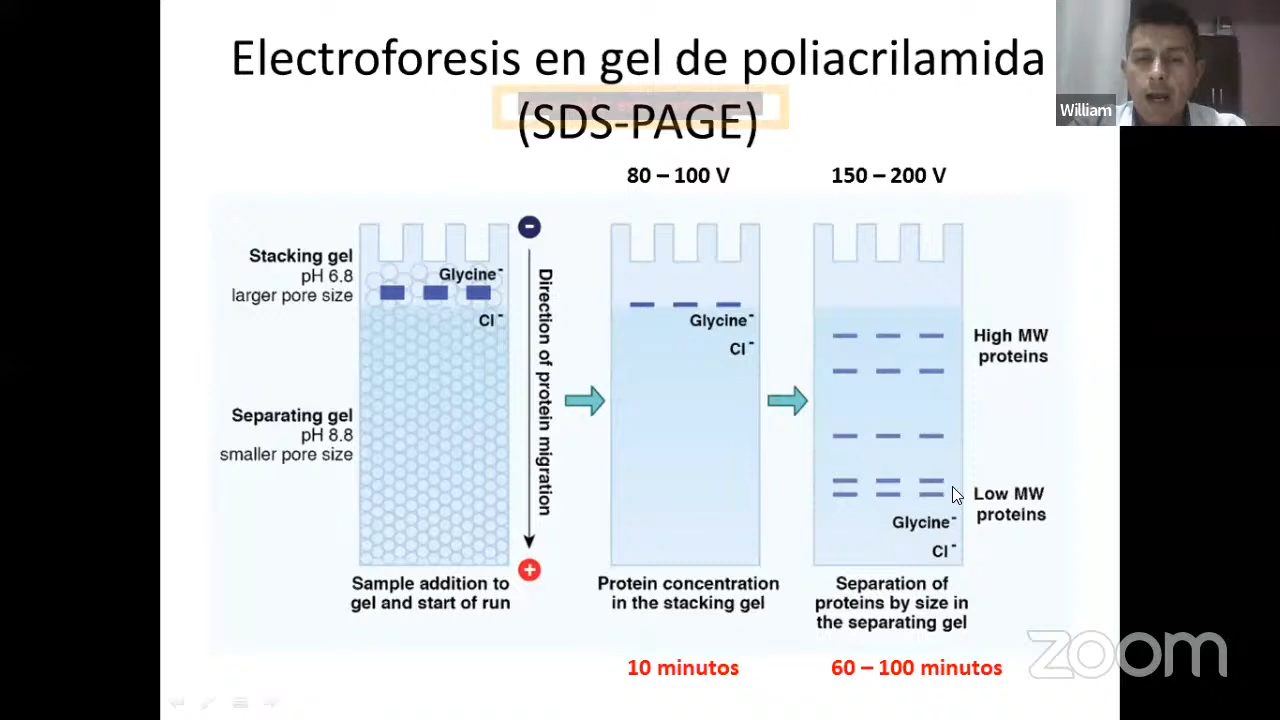 Electroforesis en gel de poliacrilamida
(SDS-PAGE)
William
80 – 100 V
150 – 200 V
Stacking gel
pH 6.8
larger pore size
Glycine-
Cl-
Separating gel
pH 8.8
smaller pore size
-
Direction of protein migration
+
Sample addition to
gel and start of run
Glycine-
Cl-
Protein concentration
in the stacking gel
High MW
proteins
Low MW
proteins
Glycine-
Cl-
Separation of
proteins by size in
the separating gel
10 minutos
60 – 100 minutos
zoom